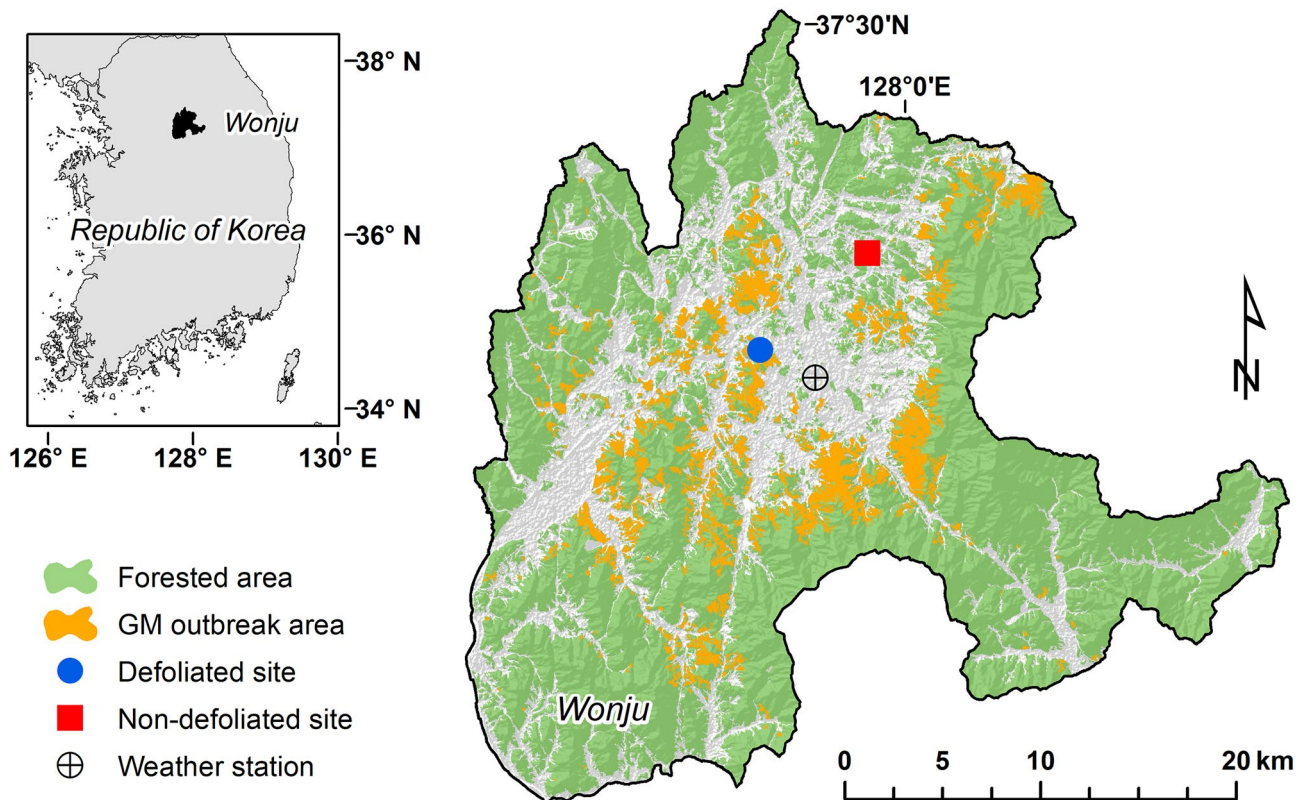 38° N
Wonju
Republic of Korea
36° N
34° N
126° E
128° E
130° E
37°30'N
128°0'E
N
Forested area
GM outbreak area
Defoliated site
Non-defoliated site
Weather station
Wonju
0 5 10 20 km